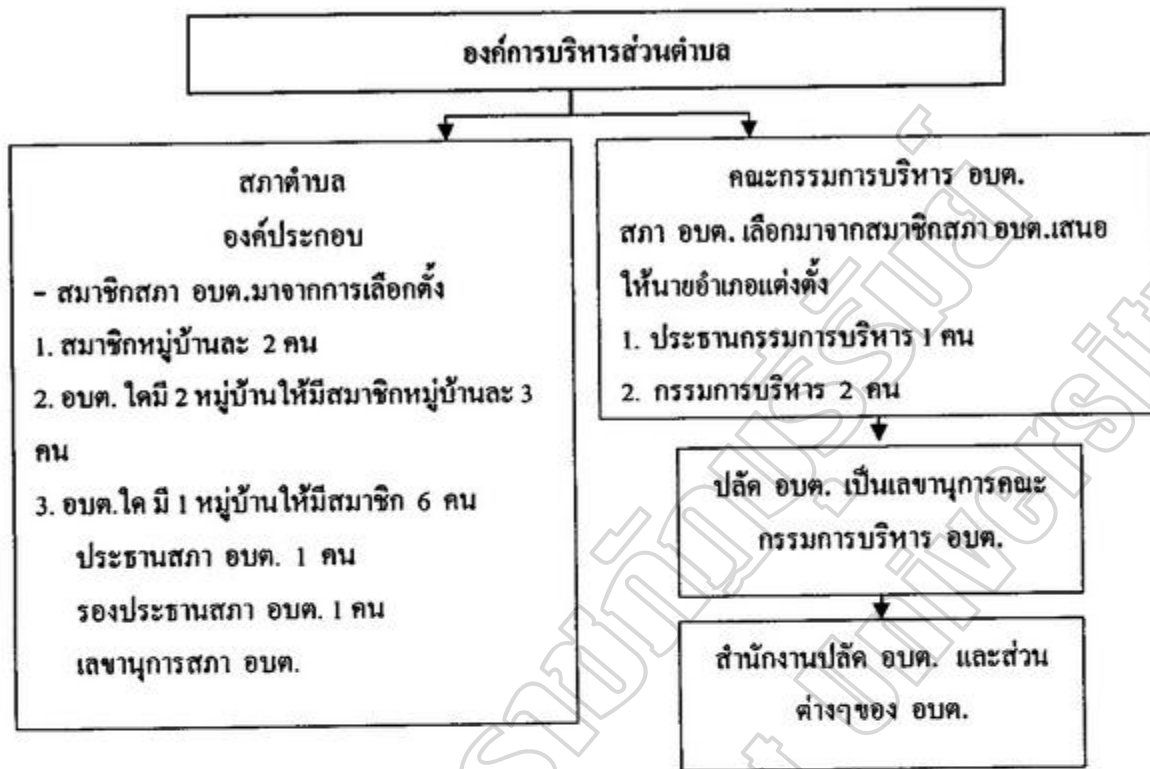 องค์การบริหารส่วนตำบล
สภาตำบล
องค์ประกอบ
- สมาชิกสภา อบต.มาจากการเลือกตั้ง
1. สมาชิกหมู่บ้านละ 2 คน
2. อบต. ใดมี 2 หมู่บ้านให้มีสมาชิกหมู่บ้านละ 3
คน
3. อบต.ใด มี 1 หมู่บ้านให้มีสมาชิก 6 คน
ประธานสภา อบต. 1 คน
รองประธานสภา อบต. 1 คน
เลขานุการสภา อบต.
คณะกรรมการบริหาร อบต.
สภา อบต. เลือกมาจากสมาชิกสภา อบต.เสนอ
ให้นายอำเภอแต่งตั้ง
1. ประธานกรรมการบริหาร 1 คน
2. กรรมการบริหาร 2 คน
ปลัด อบต. เป็นเลขานุการคณะ
กรรมการบริหาร อบต.
สำนักงานปลัด อบต. และส่วน
ต่างๆของ อบต.